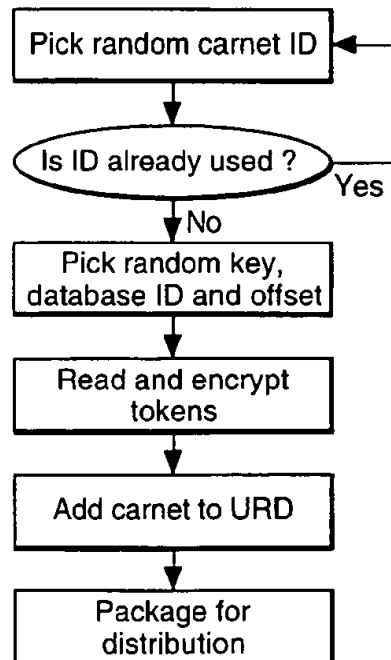 Pick random carnet ID
Is ID already used ?
Yes
No
Pick random key,
database ID and offset
Read and encrypt
tokens
Add carnet to URD
Package for
distribution